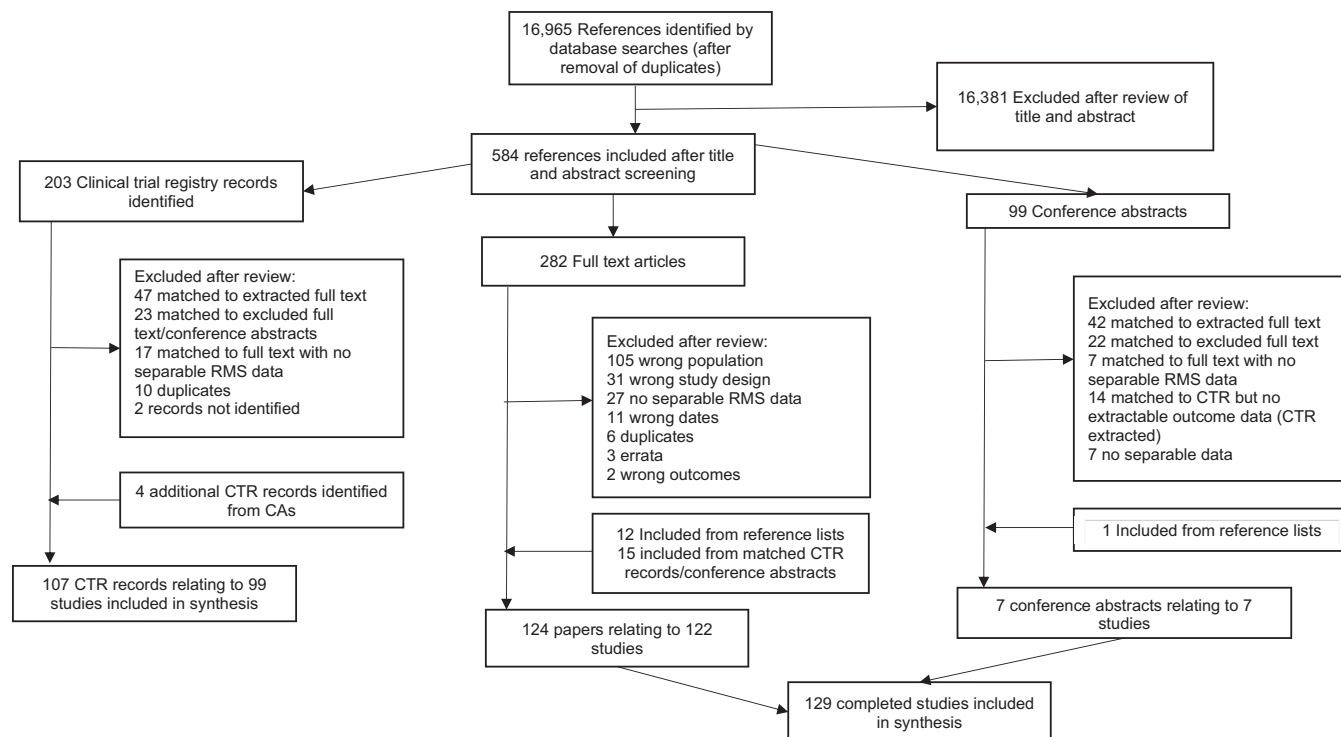 16,965 References identified by
database searches (after
removal of duplicates)
16,381 Excluded after review of
title and abstract
584 references included after title
and abstract screening
203 Clinical trial registry records
identified
99 Conference abstracts
282 Full text articles
Excluded after review:
47 matched to extracted full text
23 matched to excluded full
text/conference abstracts
17 matched to full text with no
separable RMS data
10 duplicates
2 records not identified
Excluded after review:
105 wrong population
31 wrong study design
27 no separable RMS data
11 wrong dates
6 duplicates
3 errata
2 wrong outcomes
Excluded after review:
42 matched to extracted full text
22 matched to excluded full text
7 matched to full text with no
separable RMS data
14 matched to CTR but no
extractable outcome data (CTR
extracted)
7 no separable data
4 additional CTR records identified
from CAs
12 Included from reference lists
15 included from matched CTR
records/conference abstracts
1 Included from reference lists
107 CTR records relating to 99
studies included in synthesis
124 papers relating to 122
studies
7 conference abstracts relating to 7
studies
129 completed studies included
in synthesis